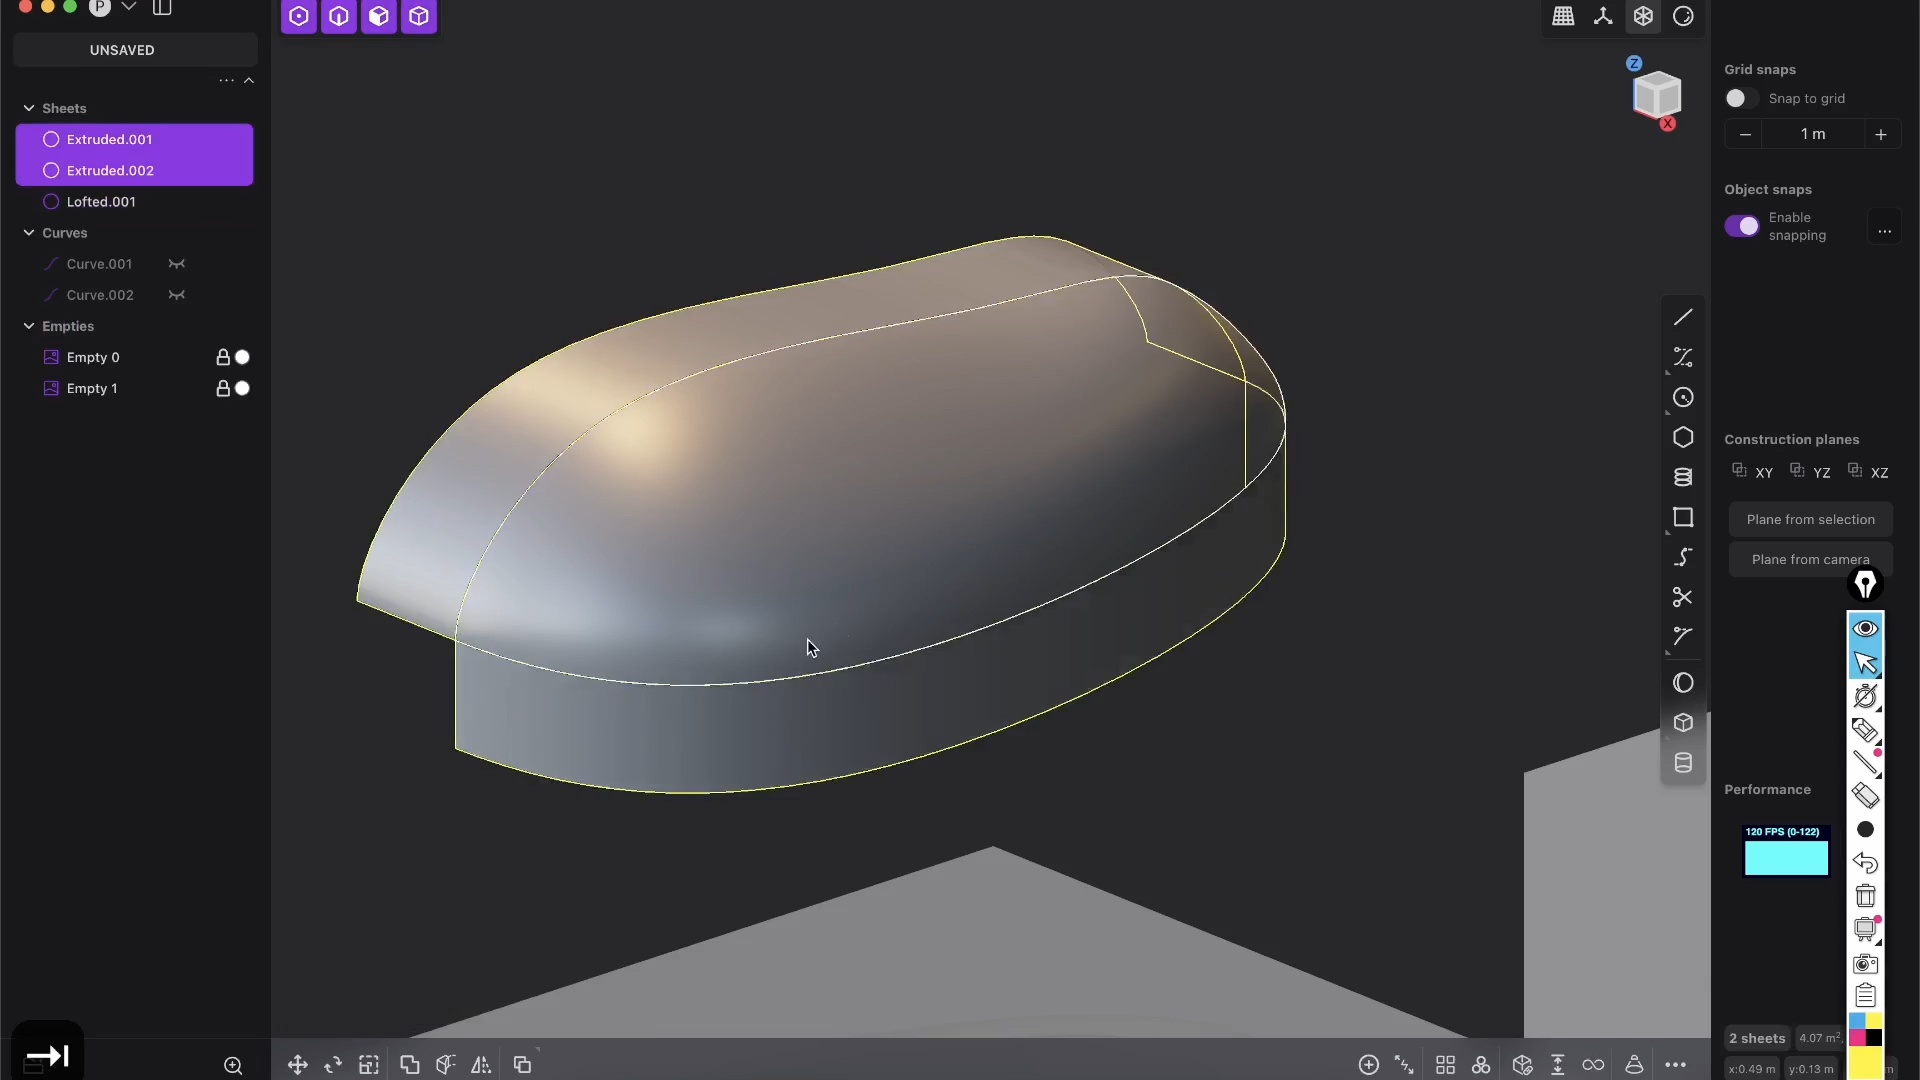 P
UNSAVED
Sheets
Extruded.001
Extruded.002
Lofted.001
Curves
Curve.001
Curve.002
Empties
Empty 0
Empty 1
Z
X
Grid snaps
Snap to grid
1 m
Object snaps
Enable
snapping
Construction planes
XY YZ XZ
Plane from selection
Plane from camera
Performance
120 FPS (0-122)
2 sheets 4.07 m²,
x:0.49 m y:0.13 m